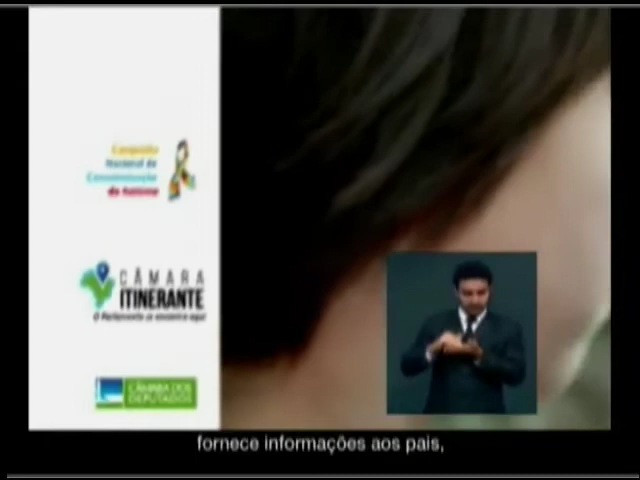 Campanha
Nacional de
Conscientização
do Autismo
CÂMARA
ITINERANTE
O Parlamento se encontra aqui
CÂMARA DOS
DEPUTADOS
fornece informações aos pais,